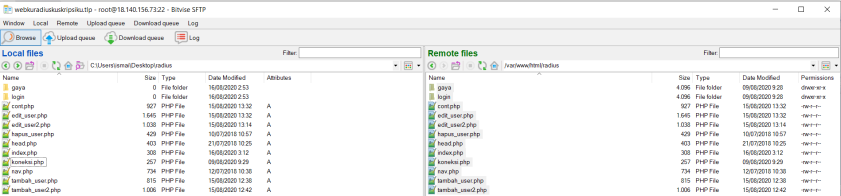 webkuradiuskuskripsiku.tlp - root@18.140.156.73:22 - Bitvise SFTP
Window Local Remote Upload queue Download queue Log
Browse Upload queue Download queue Log
Local files Filter:
C:\Users\ismai\Desktop\radius
Name Size Type Date Modified Attributes
gaya 0 File folder 16/08/2020 2:53
login 0 File folder 16/08/2020 2:53
cont.php 927 PHP File 15/08/2020 13:32 A
edit_user.php 1.645 PHP File 15/08/2020 13:32 A
edit_user2.php 1.038 PHP File 15/08/2020 13:14 A
hapus_user.php 429 PHP File 10/07/2018 10:57 A
head.php 403 PHP File 21/07/2020 10:25 A
index.php 308 PHP File 16/08/2020 3:12 A
koneksi.php 257 PHP File 09/08/2020 9:29 A
nav.php 734 PHP File 12/07/2018 10:38 A
tambah_user.php 815 PHP File 15/08/2020 12:38 A
tambah_user2.php 1.006 PHP File 15/08/2020 12:42 A
Remote files Filter:
/var/www/html/radius
Name Size Type Date Modified Permissions
gaya 4.096 File folder 09/08/2020 9:28 drwxr-xr-x
login 4.096 File folder 09/08/2020 9:28 drwxr-xr-x
cont.php 927 PHP File 15/08/2020 13:32 -rw-r--r--
edit_user.php 1.645 PHP File 15/08/2020 13:32 -rw-r--r--
edit_user2.php 1.038 PHP File 15/08/2020 13:14 -rw-r--r--
hapus_user.php 429 PHP File 10/07/2018 10:57 -rw-r--r--
head.php 403 PHP File 21/07/2020 10:25 -rw-r--r--
index.php 308 PHP File 16/08/2020 3:12 -rw-r--r--
koneksi.php 257 PHP File 09/08/2020 9:29 -rw-r--r--
nav.php 734 PHP File 12/07/2018 10:38 -rw-r--r--
tambah_user.php 815 PHP File 15/08/2020 12:38 -rw-r--r--
tambah_user2.php 1.006 PHP File 15/08/2020 12:42 -rw-r--r--